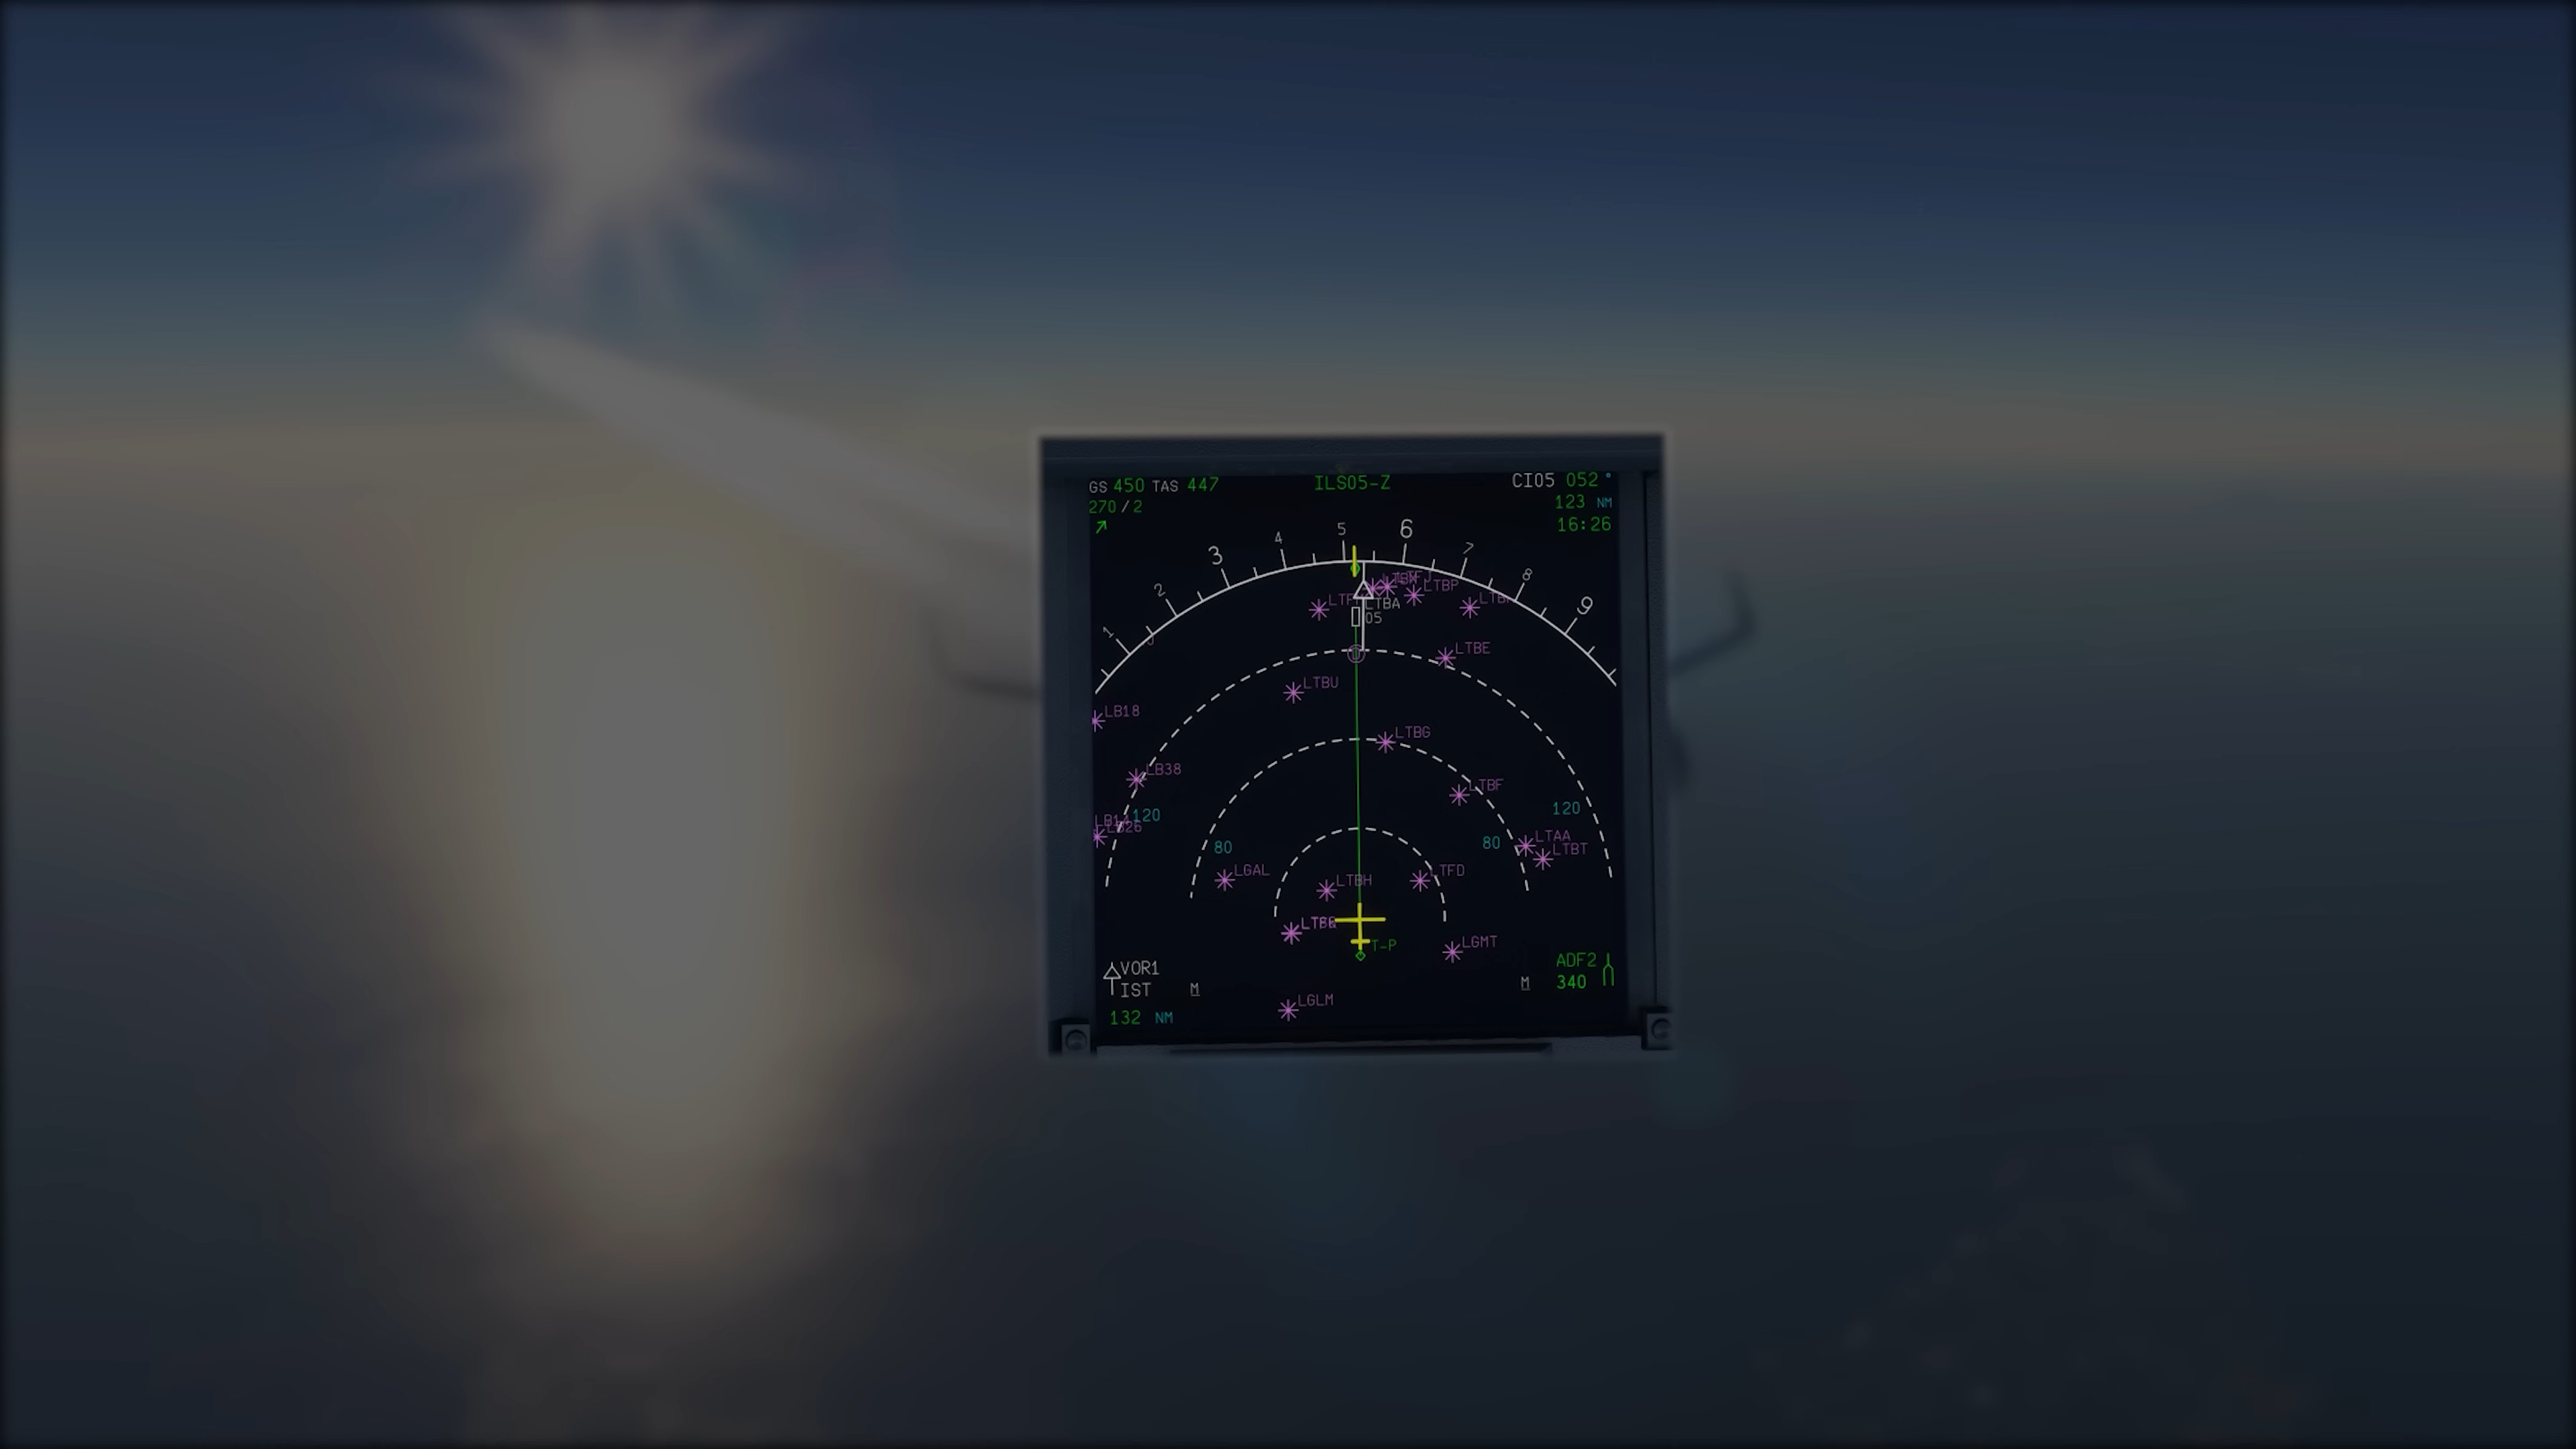 GS 450 TAS 447 ILS05-Z CI05 052°
270/2 123 NM
16:26
1 2 3 4 5 6 7 8 9
LTBP
LTBA
05
LTBE
LTBU
LB18
LTBG
LB38
LTBF
120 120
LB26
80 80
LTAA
LTBT
LGAL LTBH LTFD
T-P
LGMT
VOR1 ADF2
IST M M 340
LGLM
132 NM